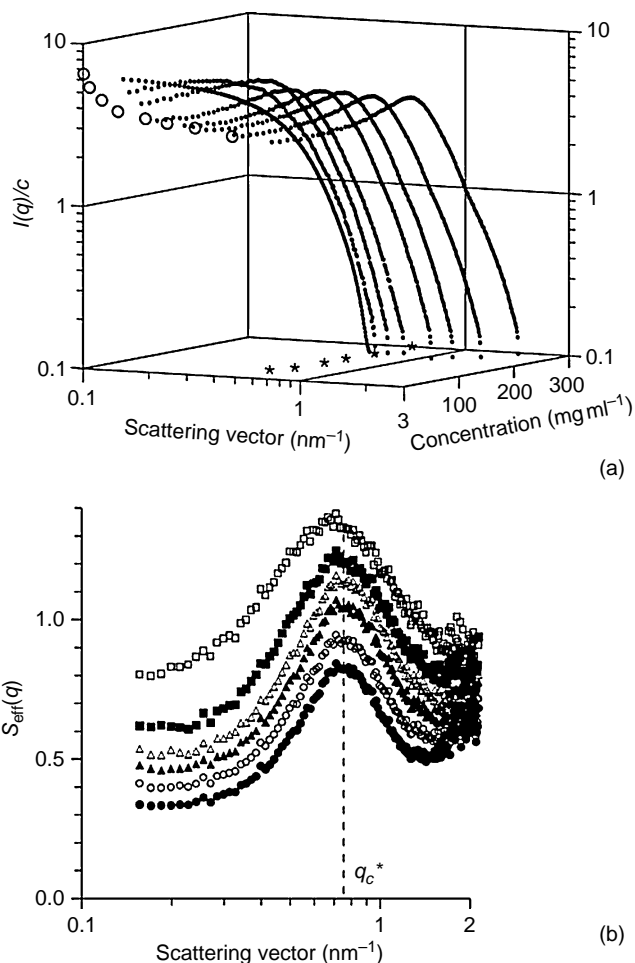 10
10
I(q)/c
1
1
0.1
0.1
0.1
1
3
100
200
300
Scattering vector (nm⁻¹)
Concentration (mg ml⁻¹)
(a)
1.0
S_eff(q)
0.5
q_c*
0.0
0.1
1
2
(b)
Scattering vector (nm⁻¹)